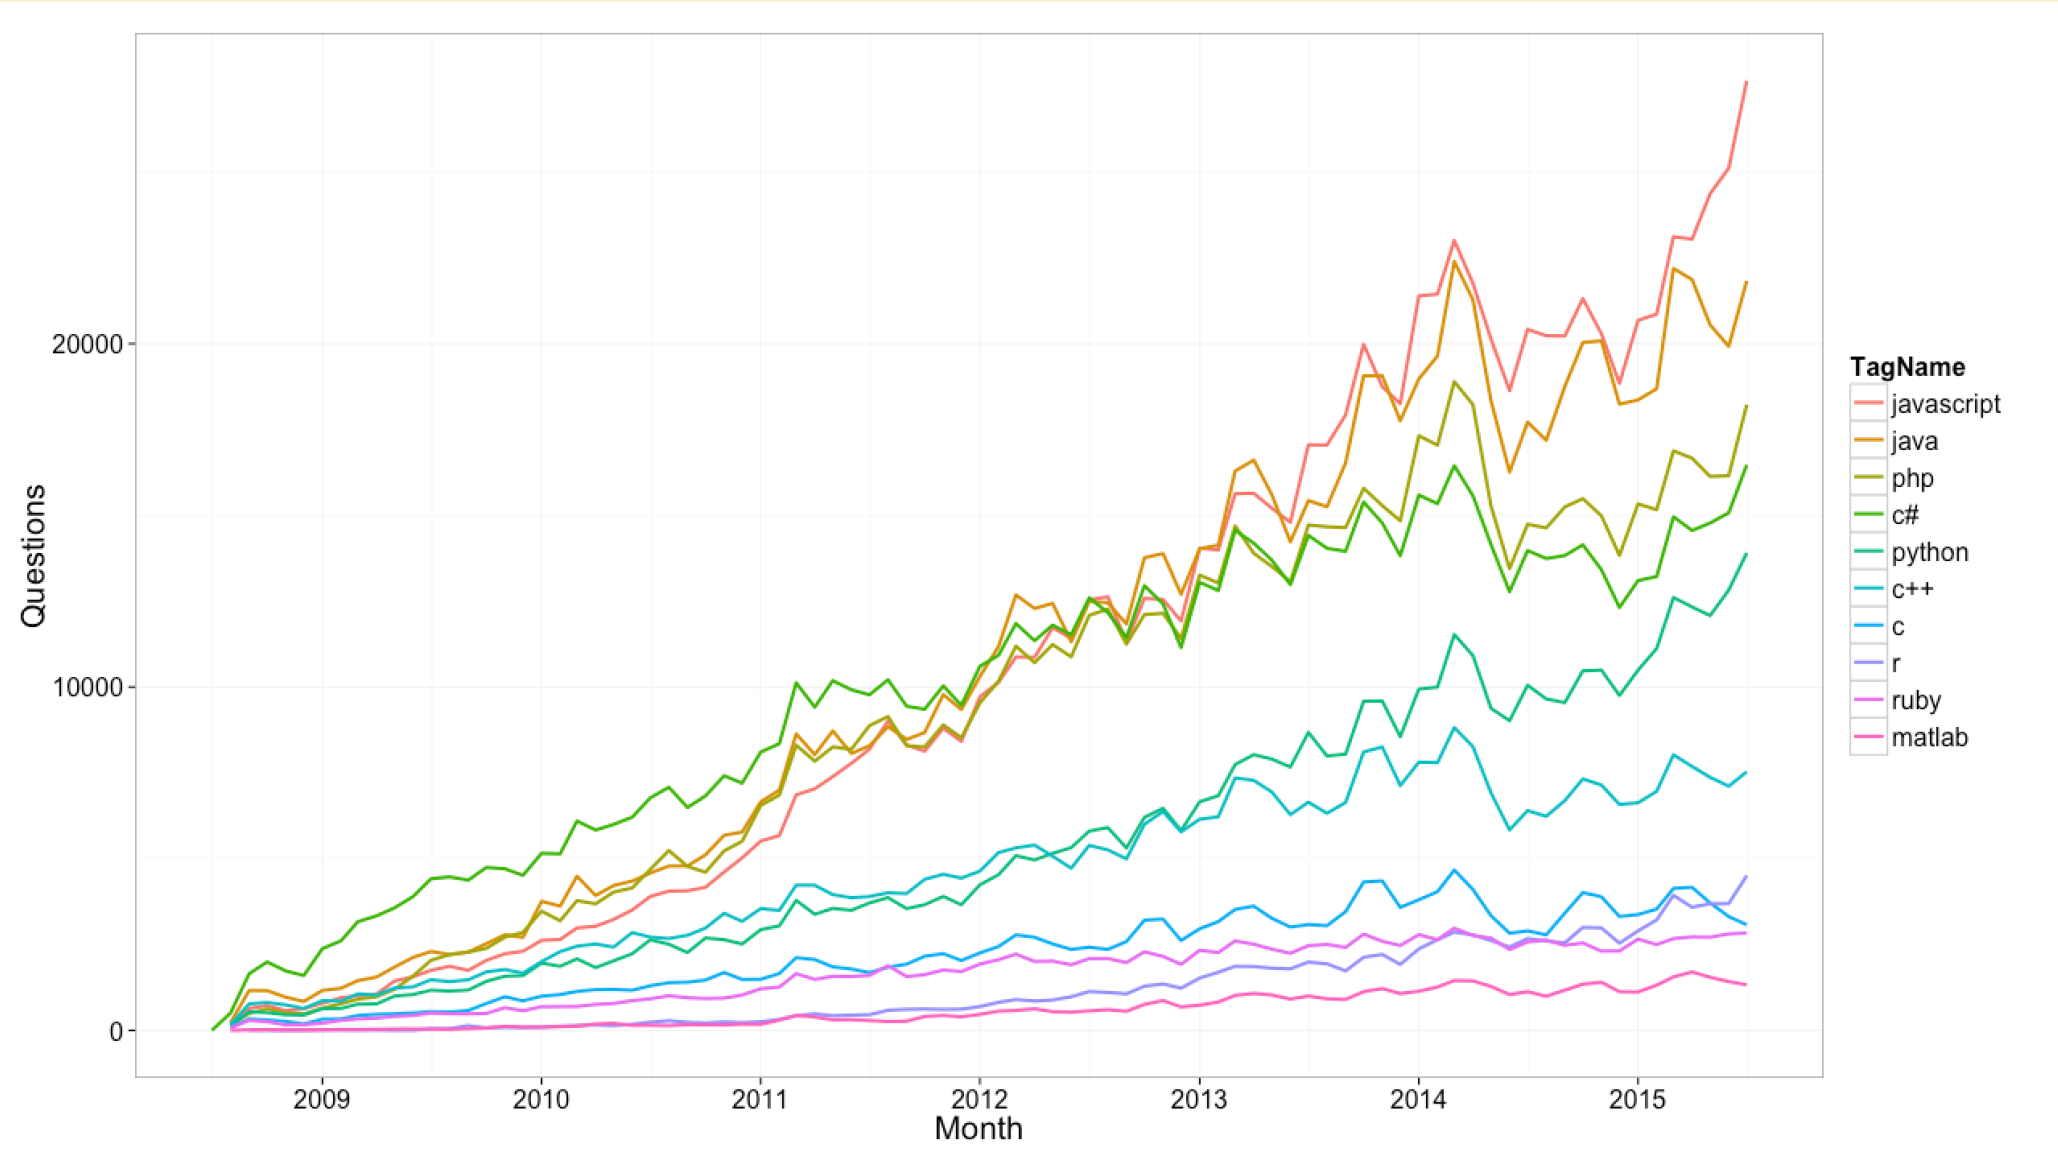 20000
10000
0
Questions
2009 2010 2011 2012 2013 2014 2015
Month
TagName
javascript
java
php
c#
python
c++
c
r
ruby
matlab